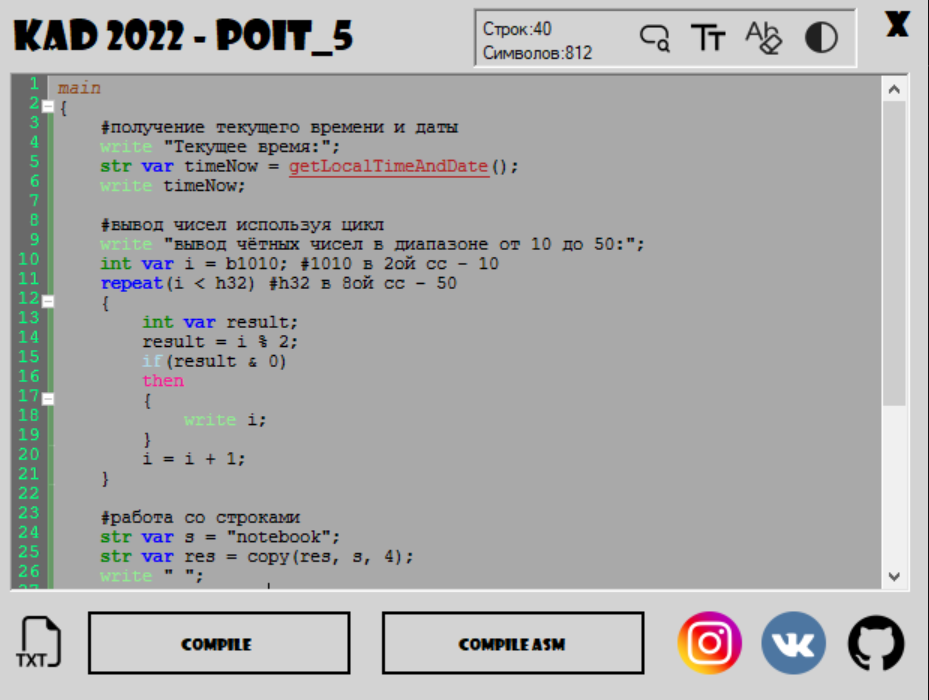 KAD 2022 - POIT_5
Строк:40
Символов:812
X
1 main
2 {
3 #получение текущего времени и даты
4 write "Текущее время:";
5 str var timeNow = getLocalTimeAndDate();
6 write timeNow;
7
8 #вывод чисел используя цикл
9 write "вывод чётных чисел в диапазоне от 10 до 50:";
10 int var i = b1010; #1010 в 2ой сс - 10
11 repeat(i < h32) #h32 в 8ой сс - 50
12 {
13 int var result;
14 result = i % 2;
15 if(result & 0)
16 then
17 {
18 write i;
19 }
20 i = i + 1;
21 }
22
23 #работа со строками
24 str var s = "notebook";
25 str var res = copy(res, s, 4);
26 write " ";
TXT
COMPILE
COMPILE ASM